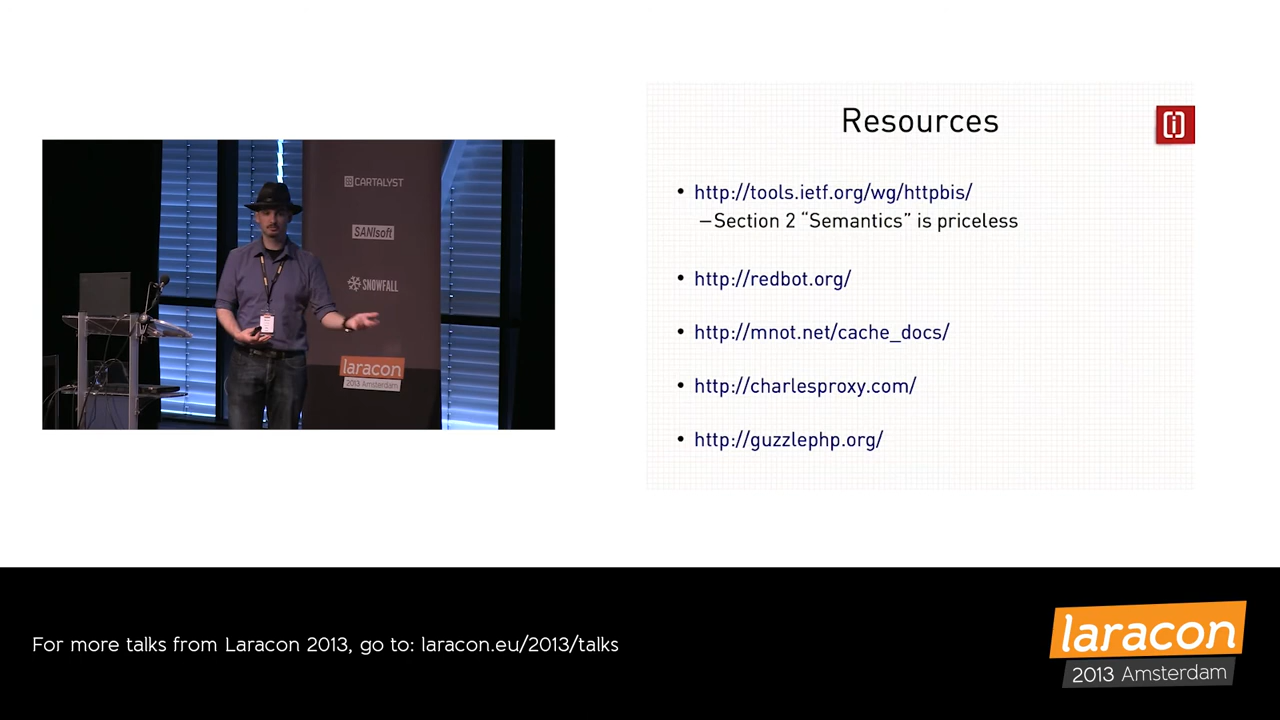 CARTALYST
SANIsoft
SNOWFALL
laracon
2013 Amsterdam
Resources
[i]
• http://tools.ietf.org/wg/httpbis/
–Section 2 “Semantics” is priceless
• http://redbot.org/
• http://mnot.net/cache_docs/
• http://charlesproxy.com/
• http://guzzlephp.org/
For more talks from Laracon 2013, go to: laracon.eu/2013/talks
laracon
2013 Amsterdam